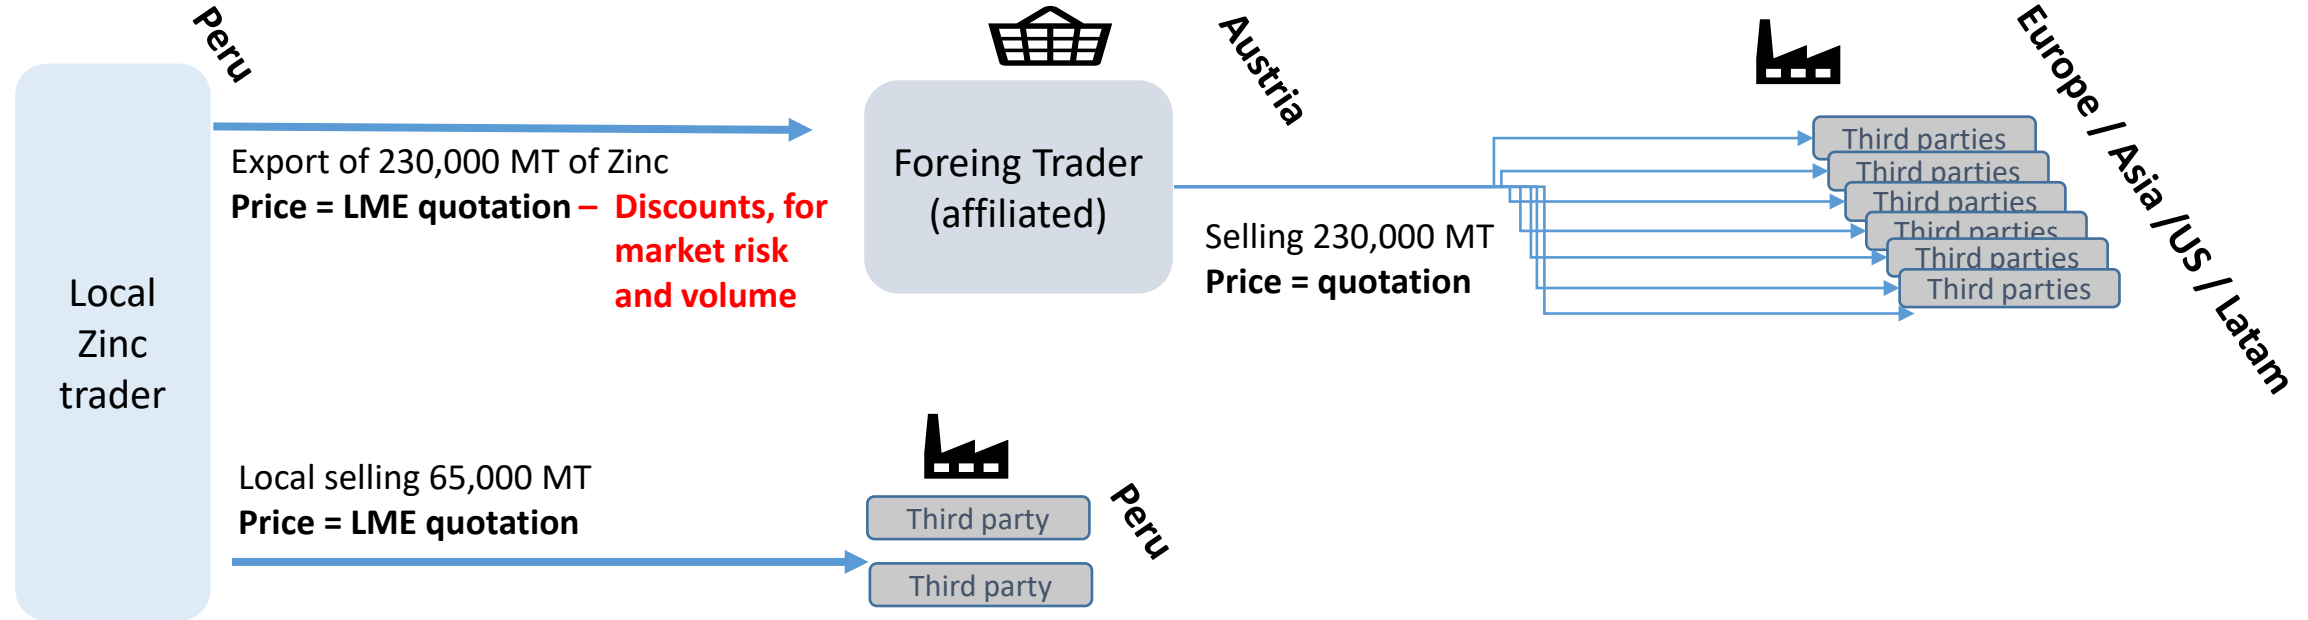 Peru
Austria
Europe / Asia /US / Latam
Local
Zinc
trader
Export of 230,000 MT of Zinc
Price = LME quotation – Discounts, for
market risk
and volume
Foreing Trader
(affiliated)
Selling 230,000 MT
Price = quotation
Third parties
Third parties
Third parties
Third parties
Third parties
Third parties
Local selling 65,000 MT
Price = LME quotation
Third party
Third party
Peru